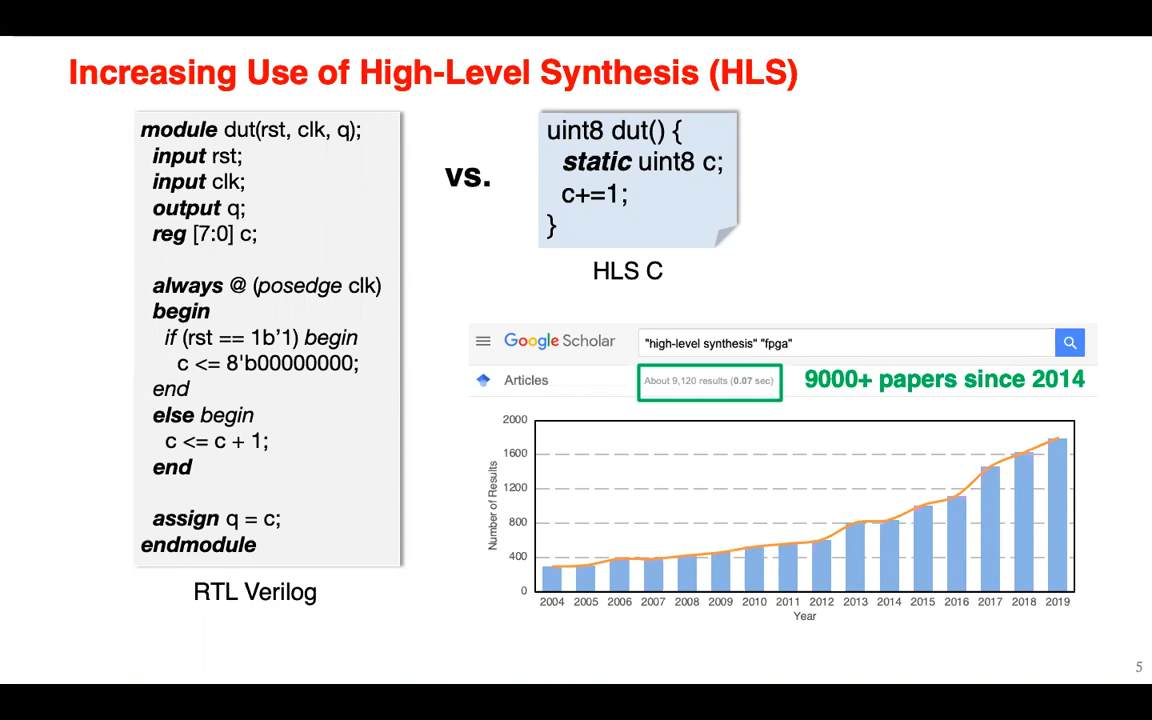 Increasing Use of High-Level Synthesis (HLS)
module dut(rst, clk, q);
input rst;
input clk;
output q;
reg [7:0] c;
always @ (posedge clk)
begin
if (rst == 1b’1) begin
c <= 8'b00000000;
end
else begin
c <= c + 1;
end
assign q = c;
endmodule
RTL Verilog
vs.
uint8 dut() {
static uint8 c;
c+=1;
}
HLS C
Google Scholar
"high-level synthesis" "fpga"
Articles
About 9,120 results (0.07 sec)
9000+ papers since 2014
2000
1600
1200
800
400
0
Number of Results
2004 2005 2006 2007 2008 2009 2010 2011 2012 2013 2014 2015 2016 2017 2018 2019
Year
5